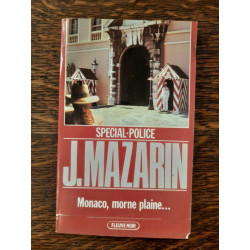 SPECIAL-POLICE
J.MAZARIN
Monaco, morne plaine...
FLEUVE NOIR